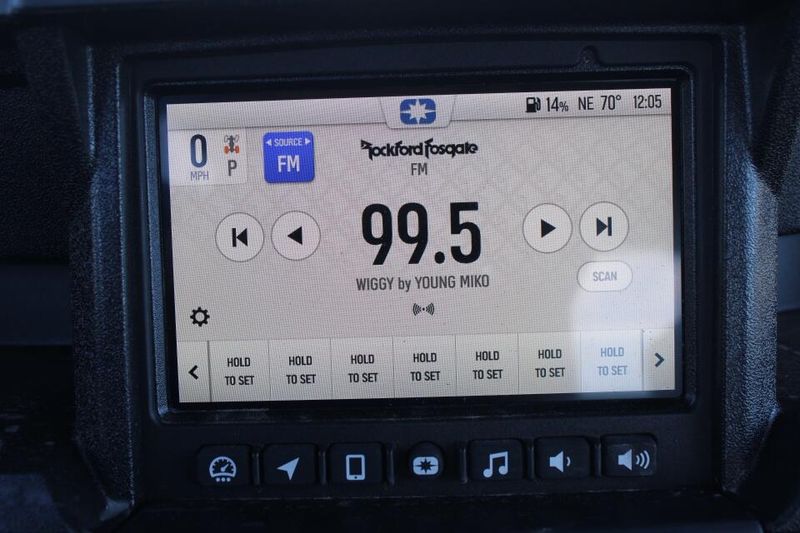 14% NE 70° 12:05
0
MPH
P
SOURCE
FM
Rockford Fosgate
FM
99.5
SCAN
WIGGY by YOUNG MIKO
HOLD TO SET
HOLD TO SET
HOLD TO SET
HOLD TO SET
HOLD TO SET
HOLD TO SET
HOLD TO SET